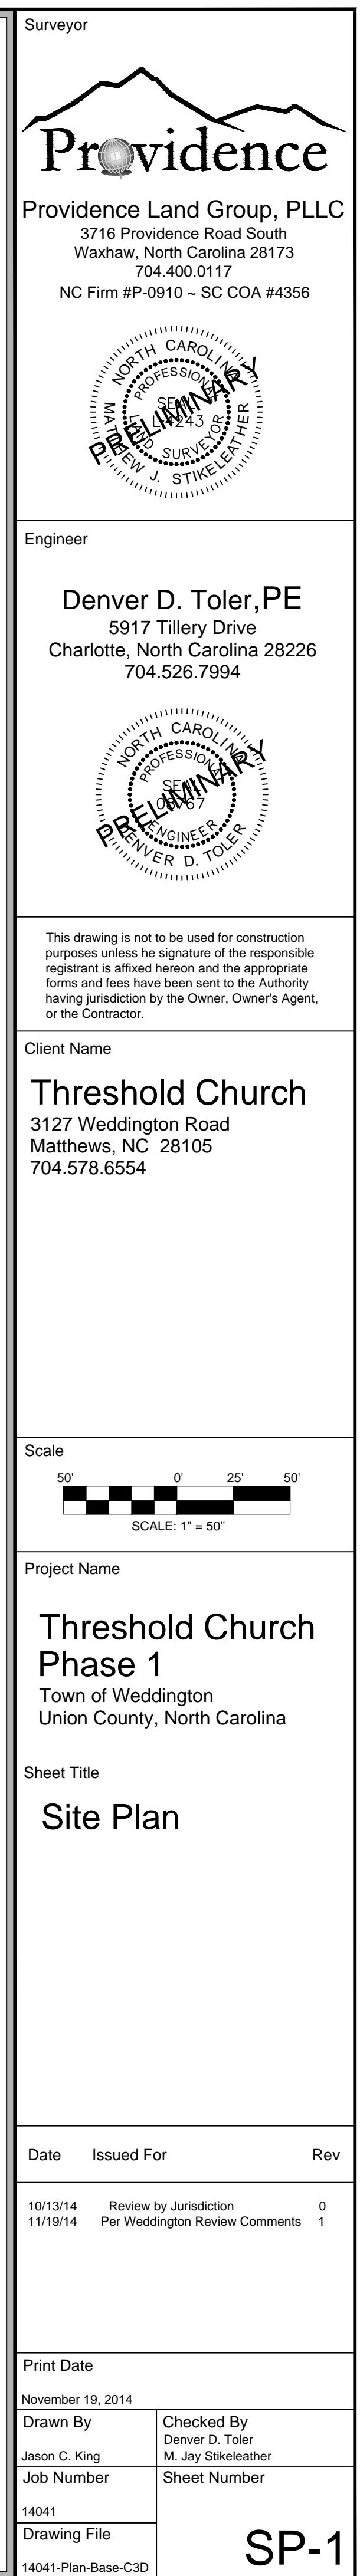 Surveyor
Providence
Providence Land Group, PLLC
3716 Providence Road South
Waxhaw, North Carolina 28173
704.400.0117
NC Firm #P-0910 ~ SC COA #4356
NORTH CAROLINA
PROFESSIONAL
SEAL
L-4243
LAND SURVEYOR
MATTHEW J. STIKELEATHER
PRELIMINARY
Engineer
Denver D. Toler,PE
5917 Tillery Drive
Charlotte, North Carolina 28226
704.526.7994
NORTH CAROLINA
PROFESSIONAL
SEAL
ENGINEER
DENVER D. TOLER
PRELIMINARY
This drawing is not to be used for construction
purposes unless he signature of the responsible
registrant is affixed hereon and the appropriate
forms and fees have been sent to the Authority
having jurisdiction by the Owner, Owner's Agent,
or the Contractor.
Client Name
Threshold Church
3127 Weddington Road
Matthews, NC 28105
704.578.6554
Scale
50' 0' 25' 50'
SCALE: 1" = 50"
Project Name
Threshold Church
Phase 1
Town of Weddington
Union County, North Carolina
Sheet Title
Site Plan
Date Issued For Rev
10/13/14 Review by Jurisdiction 0
11/19/14 Per Weddington Review Comments 1
Print Date
November 19, 2014
Drawn By
Jason C. King
Checked By
Denver D. Toler
M. Jay Stikeleather
Job Number
14041
Sheet Number
SP-1
Drawing File
14041-Plan-Base-C3D